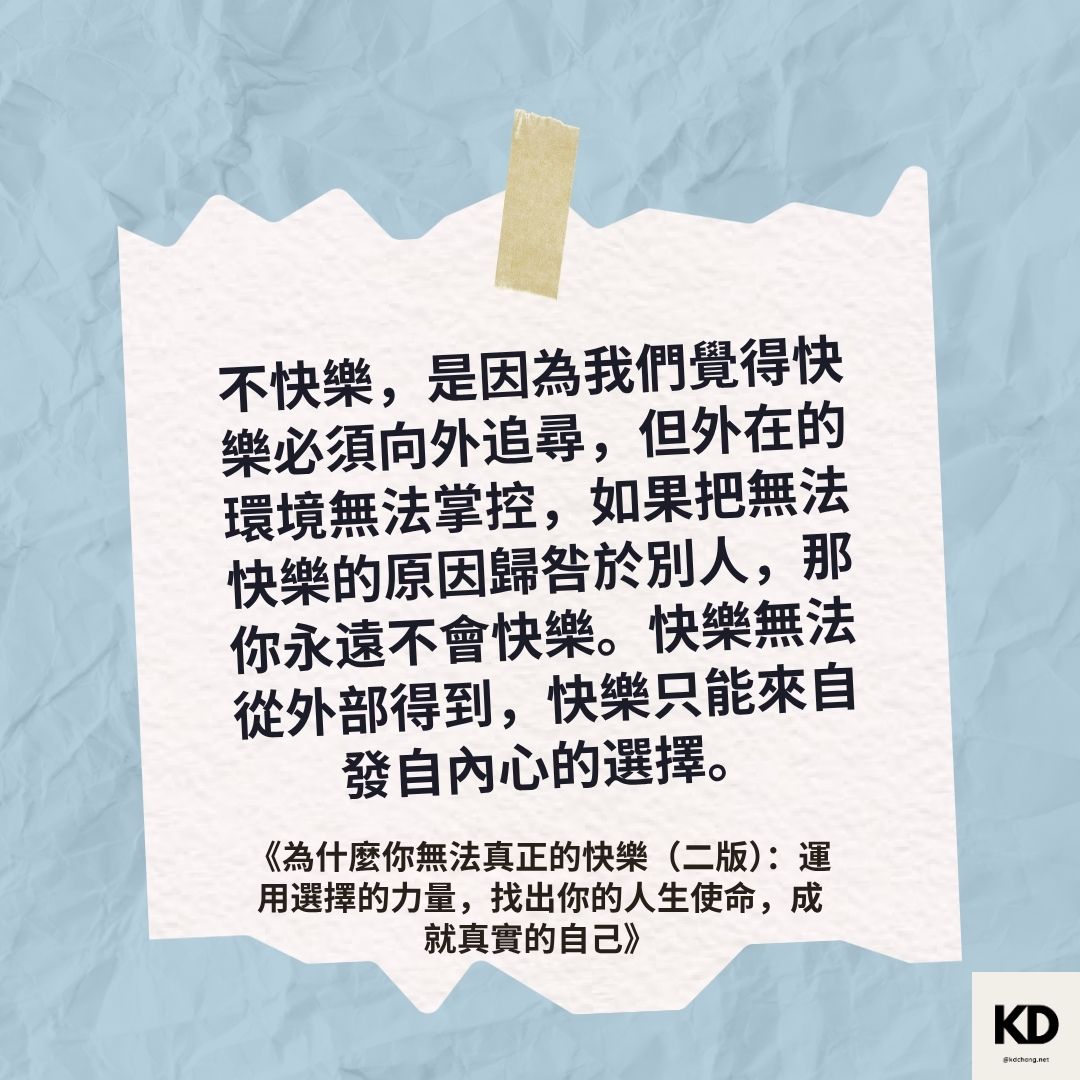 不快樂，是因為我們覺得快
樂必須向外追尋，但外在的
環境無法掌控，如果把無法
快樂的原因歸咎於別人，那
你永遠不會快樂。快樂無法
從外部得到，快樂只能來自
發自內心的選擇。
《為什麼你無法真正的快樂（二版）：運
用選擇的力量，找出你的人生使命，成
就真實的自己》
KD
@kdchong.net